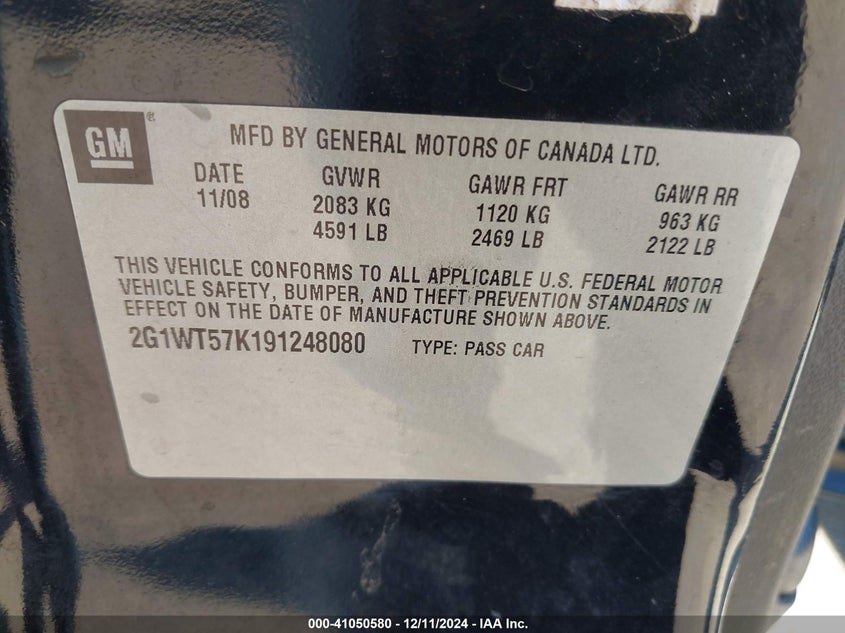 GM®
MFD BY GENERAL MOTORS OF CANADA LTD.
DATE GVWR GAWR FRT GAWR RR
11/08 2083 KG 1120 KG 963 KG
4591 LB 2469 LB 2122 LB
THIS VEHICLE CONFORMS TO ALL APPLICABLE U.S. FEDERAL MOTOR
VEHICLE SAFETY, BUMPER, AND THEFT PREVENTION STANDARDS IN
EFFECT ON THE DATE OF MANUFACTURE SHOWN ABOVE.
2G1WT57K191248080 TYPE: PASS CAR
000-41050580 - 12/11/2024 - IAA Inc.